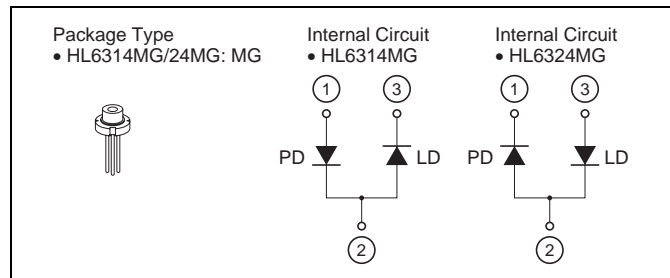 Package Type
• HL6314MG/24MG: MG
Internal Circuit
• HL6314MG
1 3
PD LD
2
Internal Circuit
• HL6324MG
1 3
PD LD
2